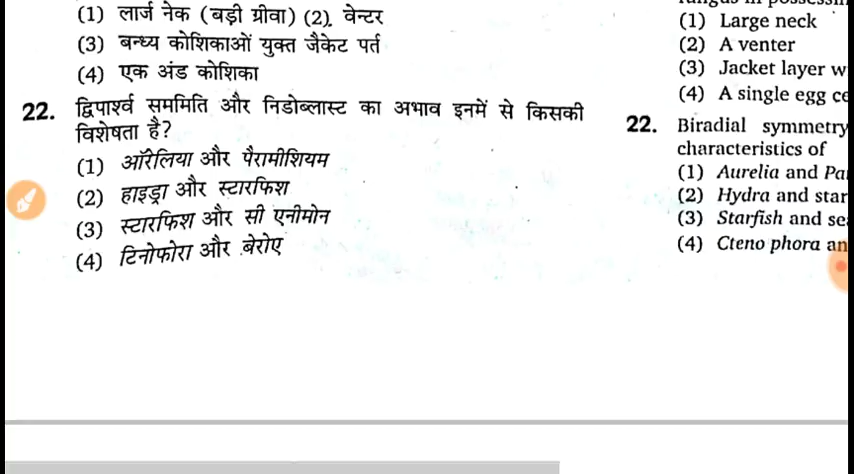 (1) लार्ज नेक (बड़ी ग्रीवा) (2). वेन्टर
(3) बन्ध्य कोशिकाओं युक्त जैकेट पर्त
(4) एक अंड कोशिका
22. द्विपार्श्व सममिति और निडोब्लास्ट का अभाव इनमें से किसकी
विशेषता है?
(1) ऑरेलिया और पैरामीशियम
(2) हाइड्रा और स्टारफिश
(3) स्टारफिश और सी एनीमोन
(4) टिनोफोरा और बेरोए
(1) Large neck
(2) A venter
(3) Jacket layer w
(4) A single egg ce
22. Biradial symmetry
characteristics of
(1) Aurelia and Pa
(2) Hydra and star
(3) Starfish and se
(4) Cteno phora an